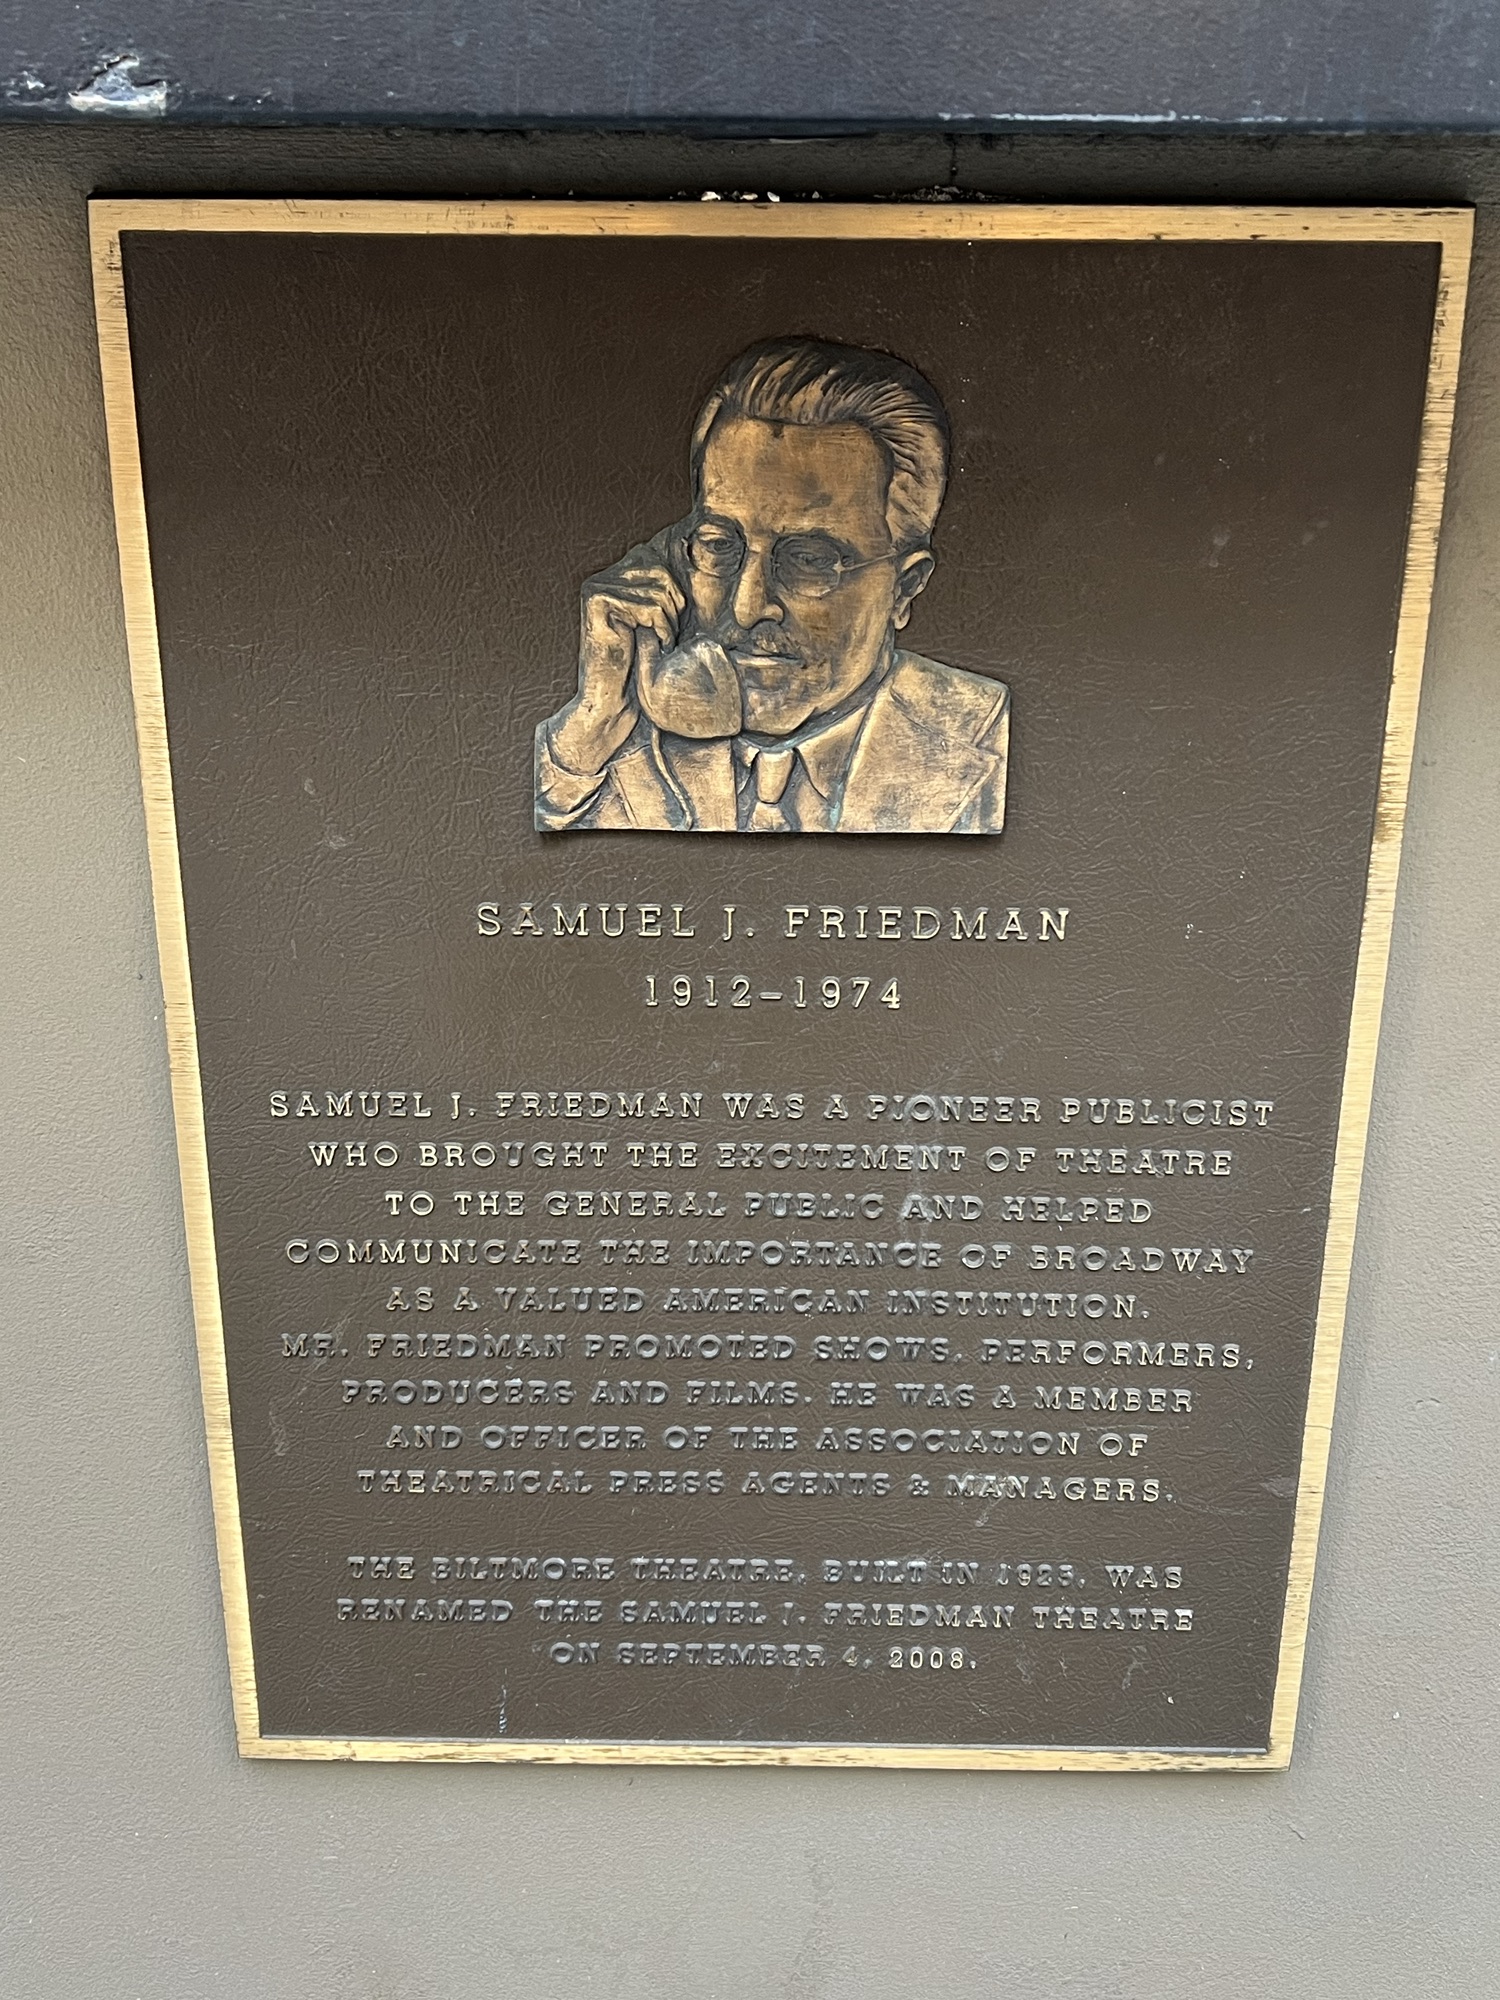 SAMUEL J. FRIEDMAN
1912-1974
SAMUEL J. FRIEDMAN WAS A PIONEER PUBLICIST
WHO BROUGHT THE EXCITEMENT OF THEATRE
TO THE GENERAL PUBLIC AND HELPED
COMMUNICATE THE IMPORTANCE OF BROADWAY
AS A VALUED AMERICAN INSTITUTION.
MR. FRIEDMAN PROMOTED SHOWS, PERFORMERS,
PRODUCERS AND FILMS. HE WAS A MEMBER
AND OFFICER OF THE ASSOCIATION OF
THEATRICAL PRESS AGENTS & MANAGERS.
THE BILTMORE THEATRE, BUILT IN 1925, WAS
RENAMED THE SAMUEL J. FRIEDMAN THEATRE
ON SEPTEMBER 4, 2008.